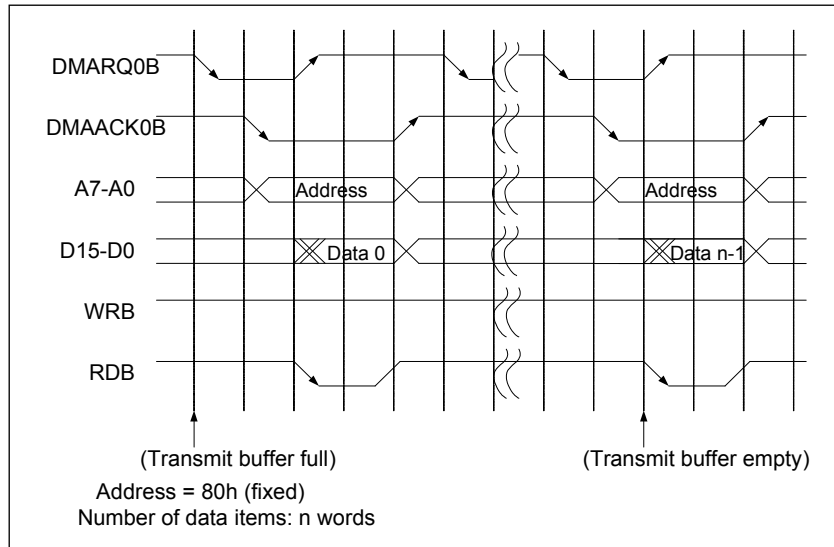 DMARQ0B
DMAACK0B
A7-A0 Address Address
D15-D0 Data 0 Data n-1
WRB
RDB
(Transmit buffer full) (Transmit buffer empty)
Address = 80h (fixed)
Number of data items: n words